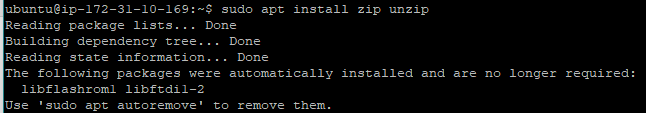 ubuntu@ip-172-31-10-169:~$ sudo apt install zip unzip
Reading package lists... Done
Building dependency tree... Done
Reading state information... Done
The following packages were automatically installed and are no longer required:
  libflashrom1 libftdi1-2
Use 'sudo apt autoremove' to remove them.